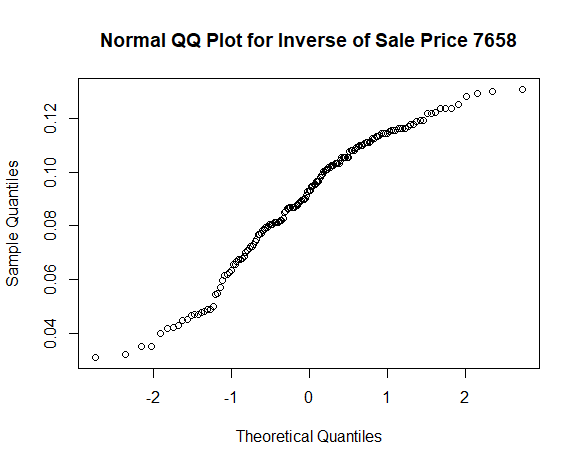 Normal QQ Plot for Inverse of Sale Price 7658
Sample Quantiles
0.12
0.10
0.08
0.06
0.04
-2 -1 0 1 2
Theoretical Quantiles